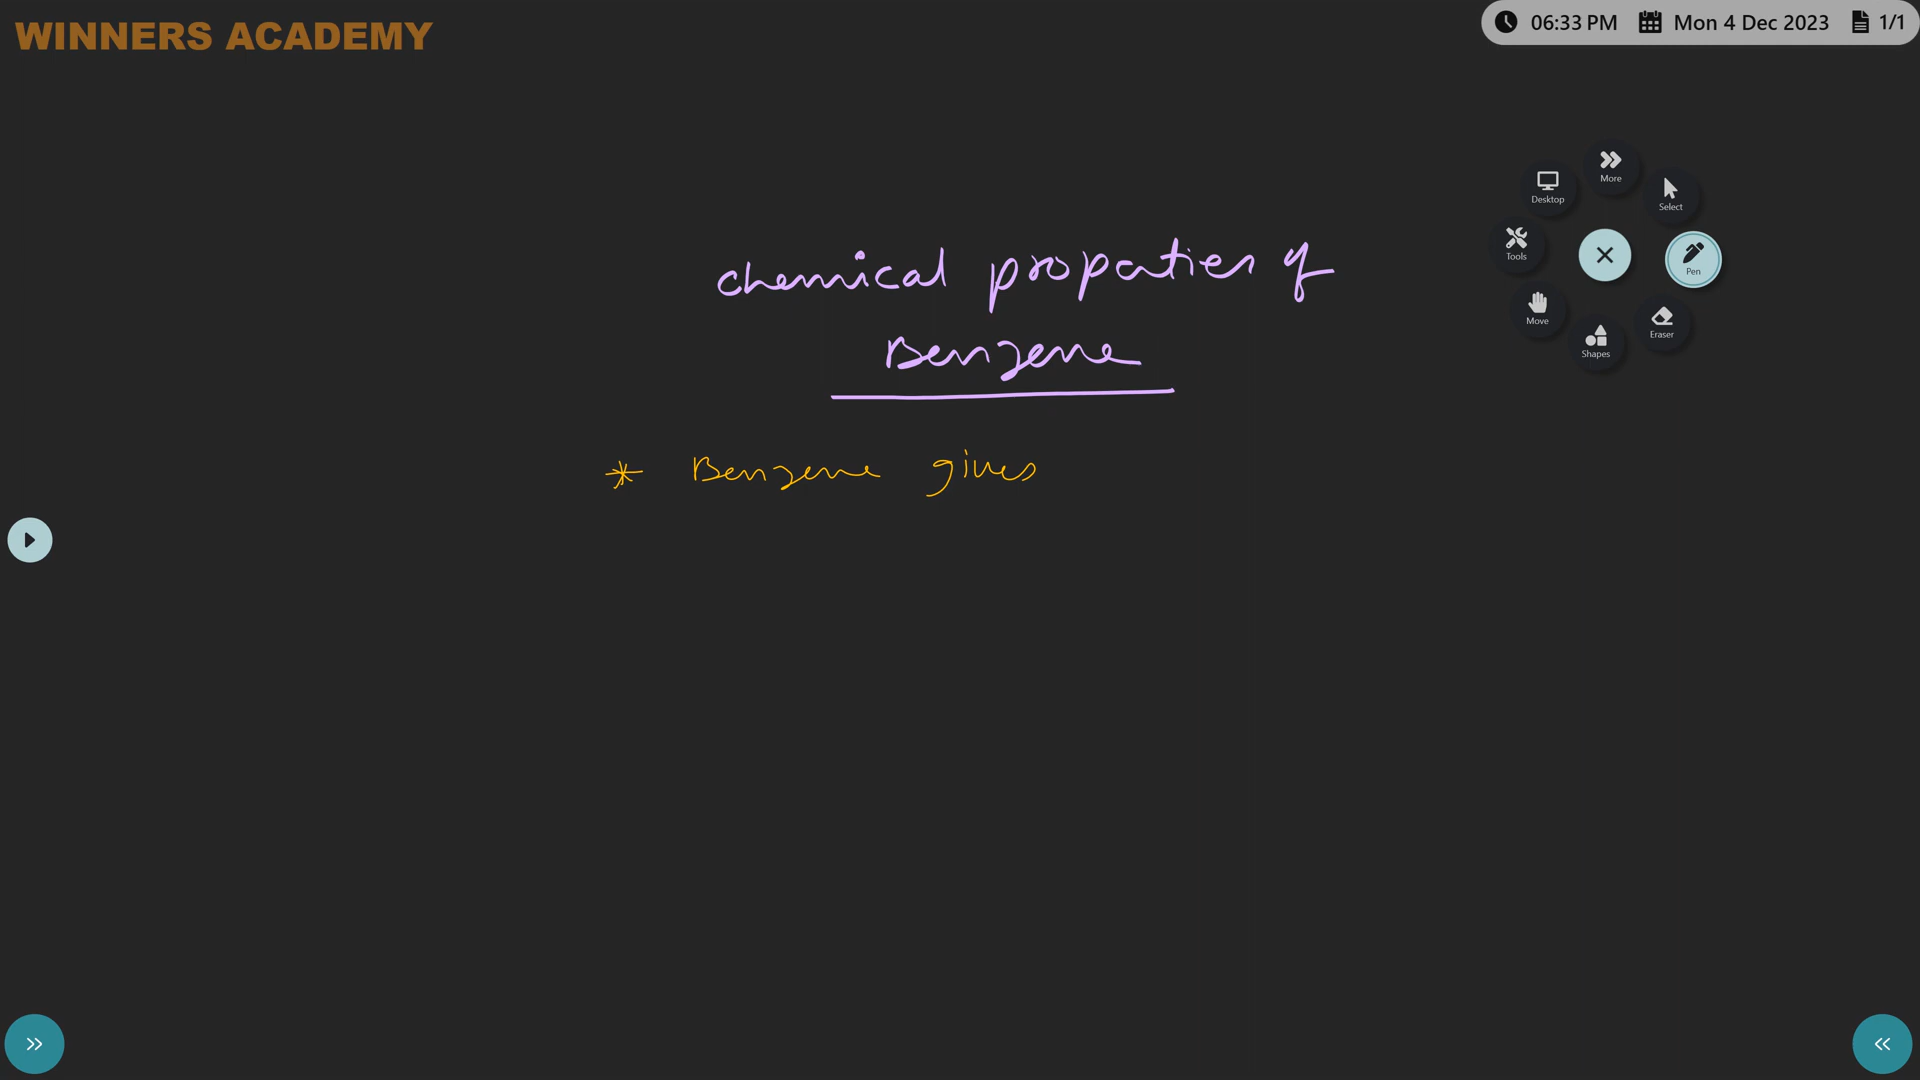 WINNERS ACADEMY
06:33 PM Mon 4 Dec 2023 1/1
More
Desktop
Select
Tools
Pen
Move
Eraser
Shapes
chemical properties of
Benzene
* Benzene gives